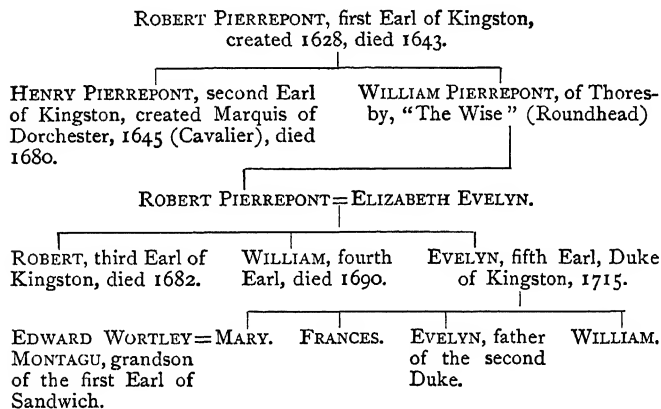 ROBERT PIERREPONT, first Earl of Kingston,
created 1628, died 1643.
HENRY PIERREPONT, second Earl
of Kingston, created Marquis of
Dorchester, 1645 (Cavalier), died
1680.
WILLIAM PIERREPONT, of Thores-
by, "The Wise" (Roundhead)
ROBERT PIERREPONT=ELIZABETH EVELYN.
ROBERT, third Earl of
Kingston, died 1682.
WILLIAM, fourth
Earl, died 1690.
EVELYN, fifth Earl, Duke
of Kingston, 1715.
EDWARD WORTLEY=MARY.
MONTAGU, grandson
of the first Earl of
Sandwich.
FRANCES.
EVELYN, father
of the second
Duke.
WILLIAM.